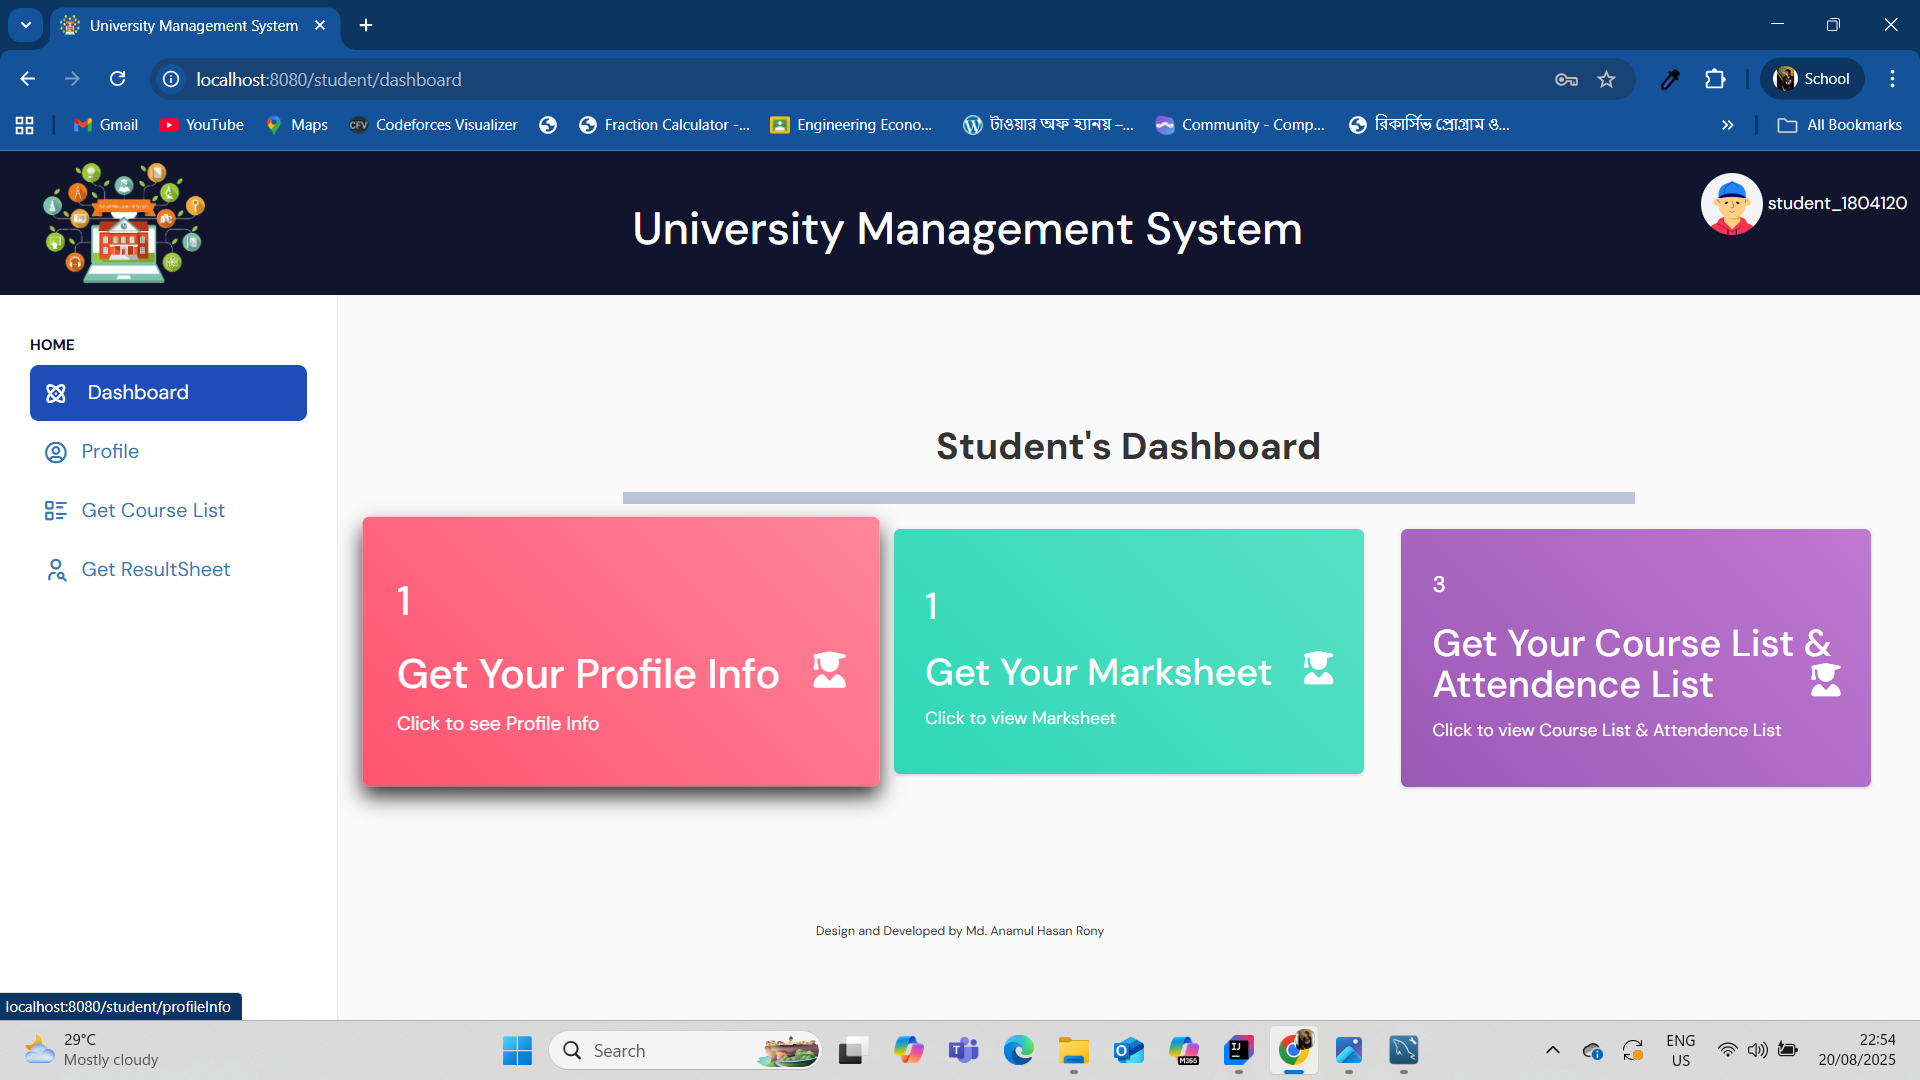 University Management System
localhost:8080/student/dashboard
School
Gmail
YouTube
Maps
CFV
Codeforces Visualizer
Fraction Calculator -...
Engineering Econo...
টাওয়ার অফ হ্যানয় –...
Community - Comp...
রিকার্সিভ প্রোগ্রাম ও...
All Bookmarks
University Management System
student_1804120
HOME
Dashboard
Profile
Get Course List
Get ResultSheet
Student's Dashboard
1
Get Your Profile Info
Click to see Profile Info
1
Get Your Marksheet
Click to view Marksheet
3
Get Your Course List &
Attendence List
Click to view Course List & Attendence List
Design and Developed by Md. Anamul Hasan Rony
localhost:8080/student/profileInfo
29°C
Mostly cloudy
Search
M365
IJ
ENG
US
22:54
20/08/2025